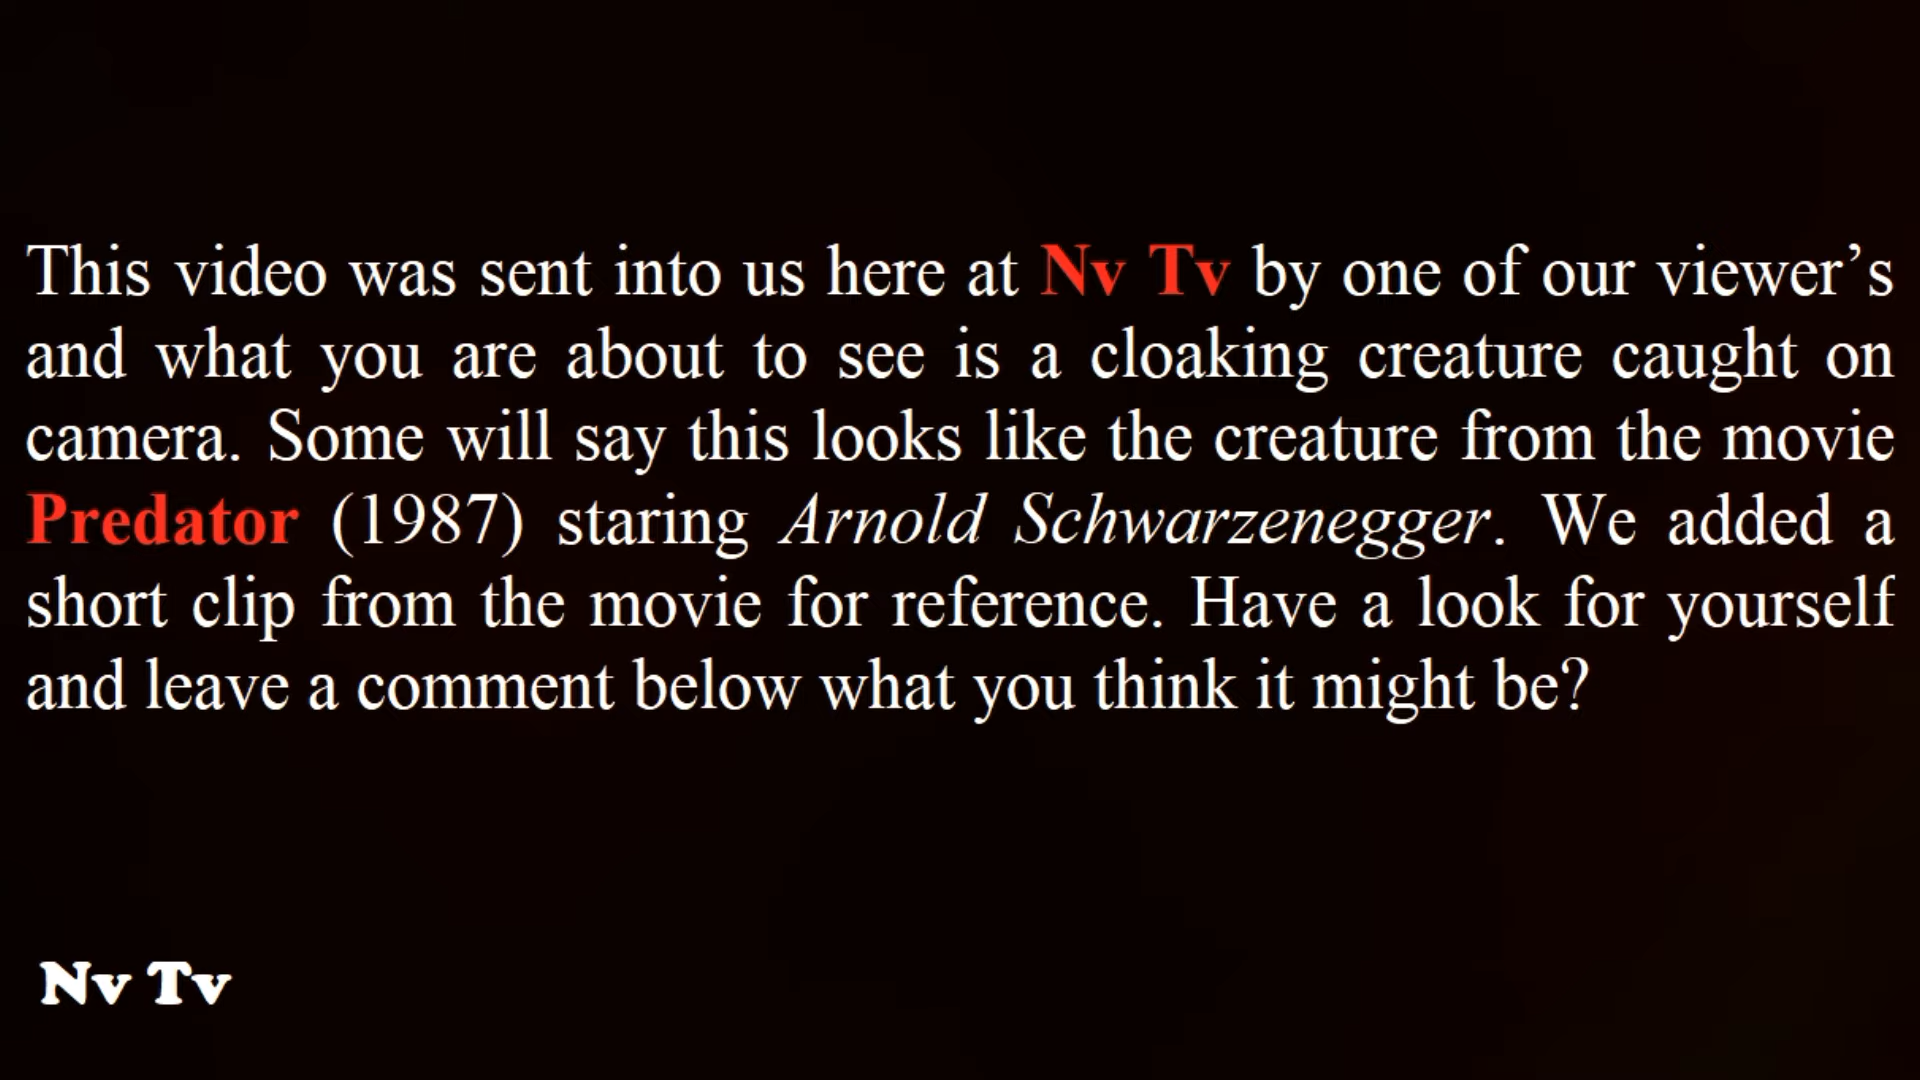 This video was sent into us here at Nv Tv by one of our viewer’s
and what you are about to see is a cloaking creature caught on
camera. Some will say this looks like the creature from the movie
Predator (1987) staring Arnold Schwarzenegger. We added a
short clip from the movie for reference. Have a look for yourself
and leave a comment below what you think it might be?
Nv Tv